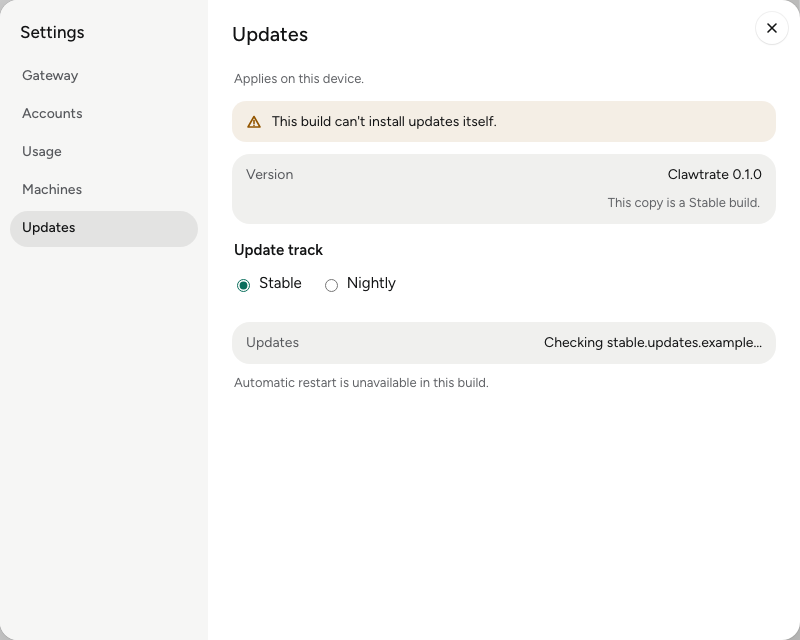 Settings
Gateway
Accounts
Usage
Machines
Updates
Updates
Applies on this device.
This build can't install updates itself.
Version
Clawtrate 0.1.0
This copy is a Stable build.
Update track
Stable
Nightly
Updates
Checking stable.updates.example…
Automatic restart is unavailable in this build.